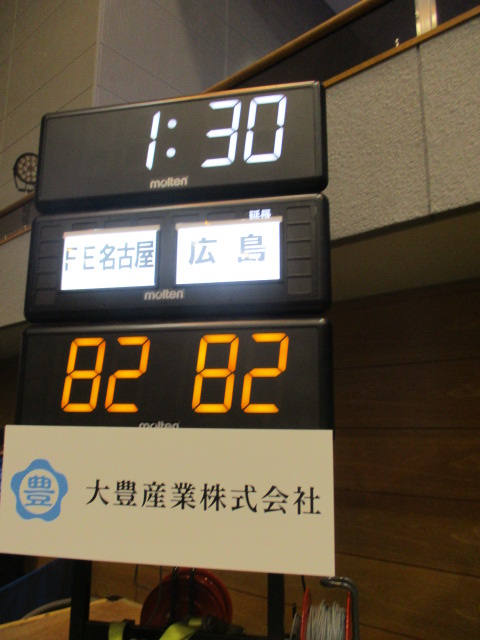 1:30
molten
延長
FE名古屋 広島
molten
82 82
molten
豊 大豊産業株式会社